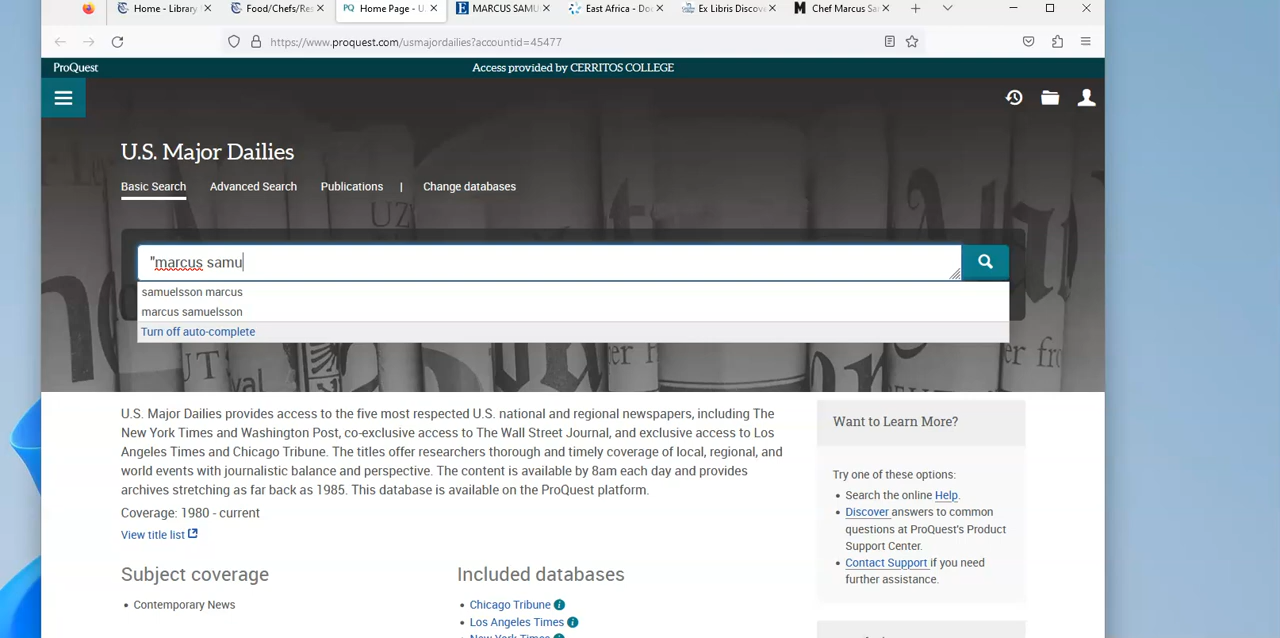 Home - Library
Food/Chefs/Res
PQ Home Page - U.
MARCUS SAMU
East Africa - Do
Ex Libris Discov
Chef Marcus Sa
https://www.proquest.com/usmajordailies?accountid=45477
ProQuest
Access provided by CERRITOS COLLEGE
U.S. Major Dailies
Basic Search Advanced Search Publications | Change databases
"marcus samu
samuelsson marcus
marcus samuelsson
Turn off auto-complete
U.S. Major Dailies provides access to the five most respected U.S. national and regional newspapers, including The
New York Times and Washington Post, co-exclusive access to The Wall Street Journal, and exclusive access to Los
Angeles Times and Chicago Tribune. The titles offer researchers thorough and timely coverage of local, regional, and
world events with journalistic balance and perspective. The content is available by 8am each day and provides
archives stretching as far back as 1985. This database is available on the ProQuest platform.
Coverage: 1980 - current
View title list
Subject coverage
• Contemporary News
Included databases
• Chicago Tribune
• Los Angeles Times
• New York Times
Want to Learn More?
Try one of these options:
• Search the online Help.
• Discover answers to common
questions at ProQuest's Product
Support Center.
• Contact Support if you need
further assistance.